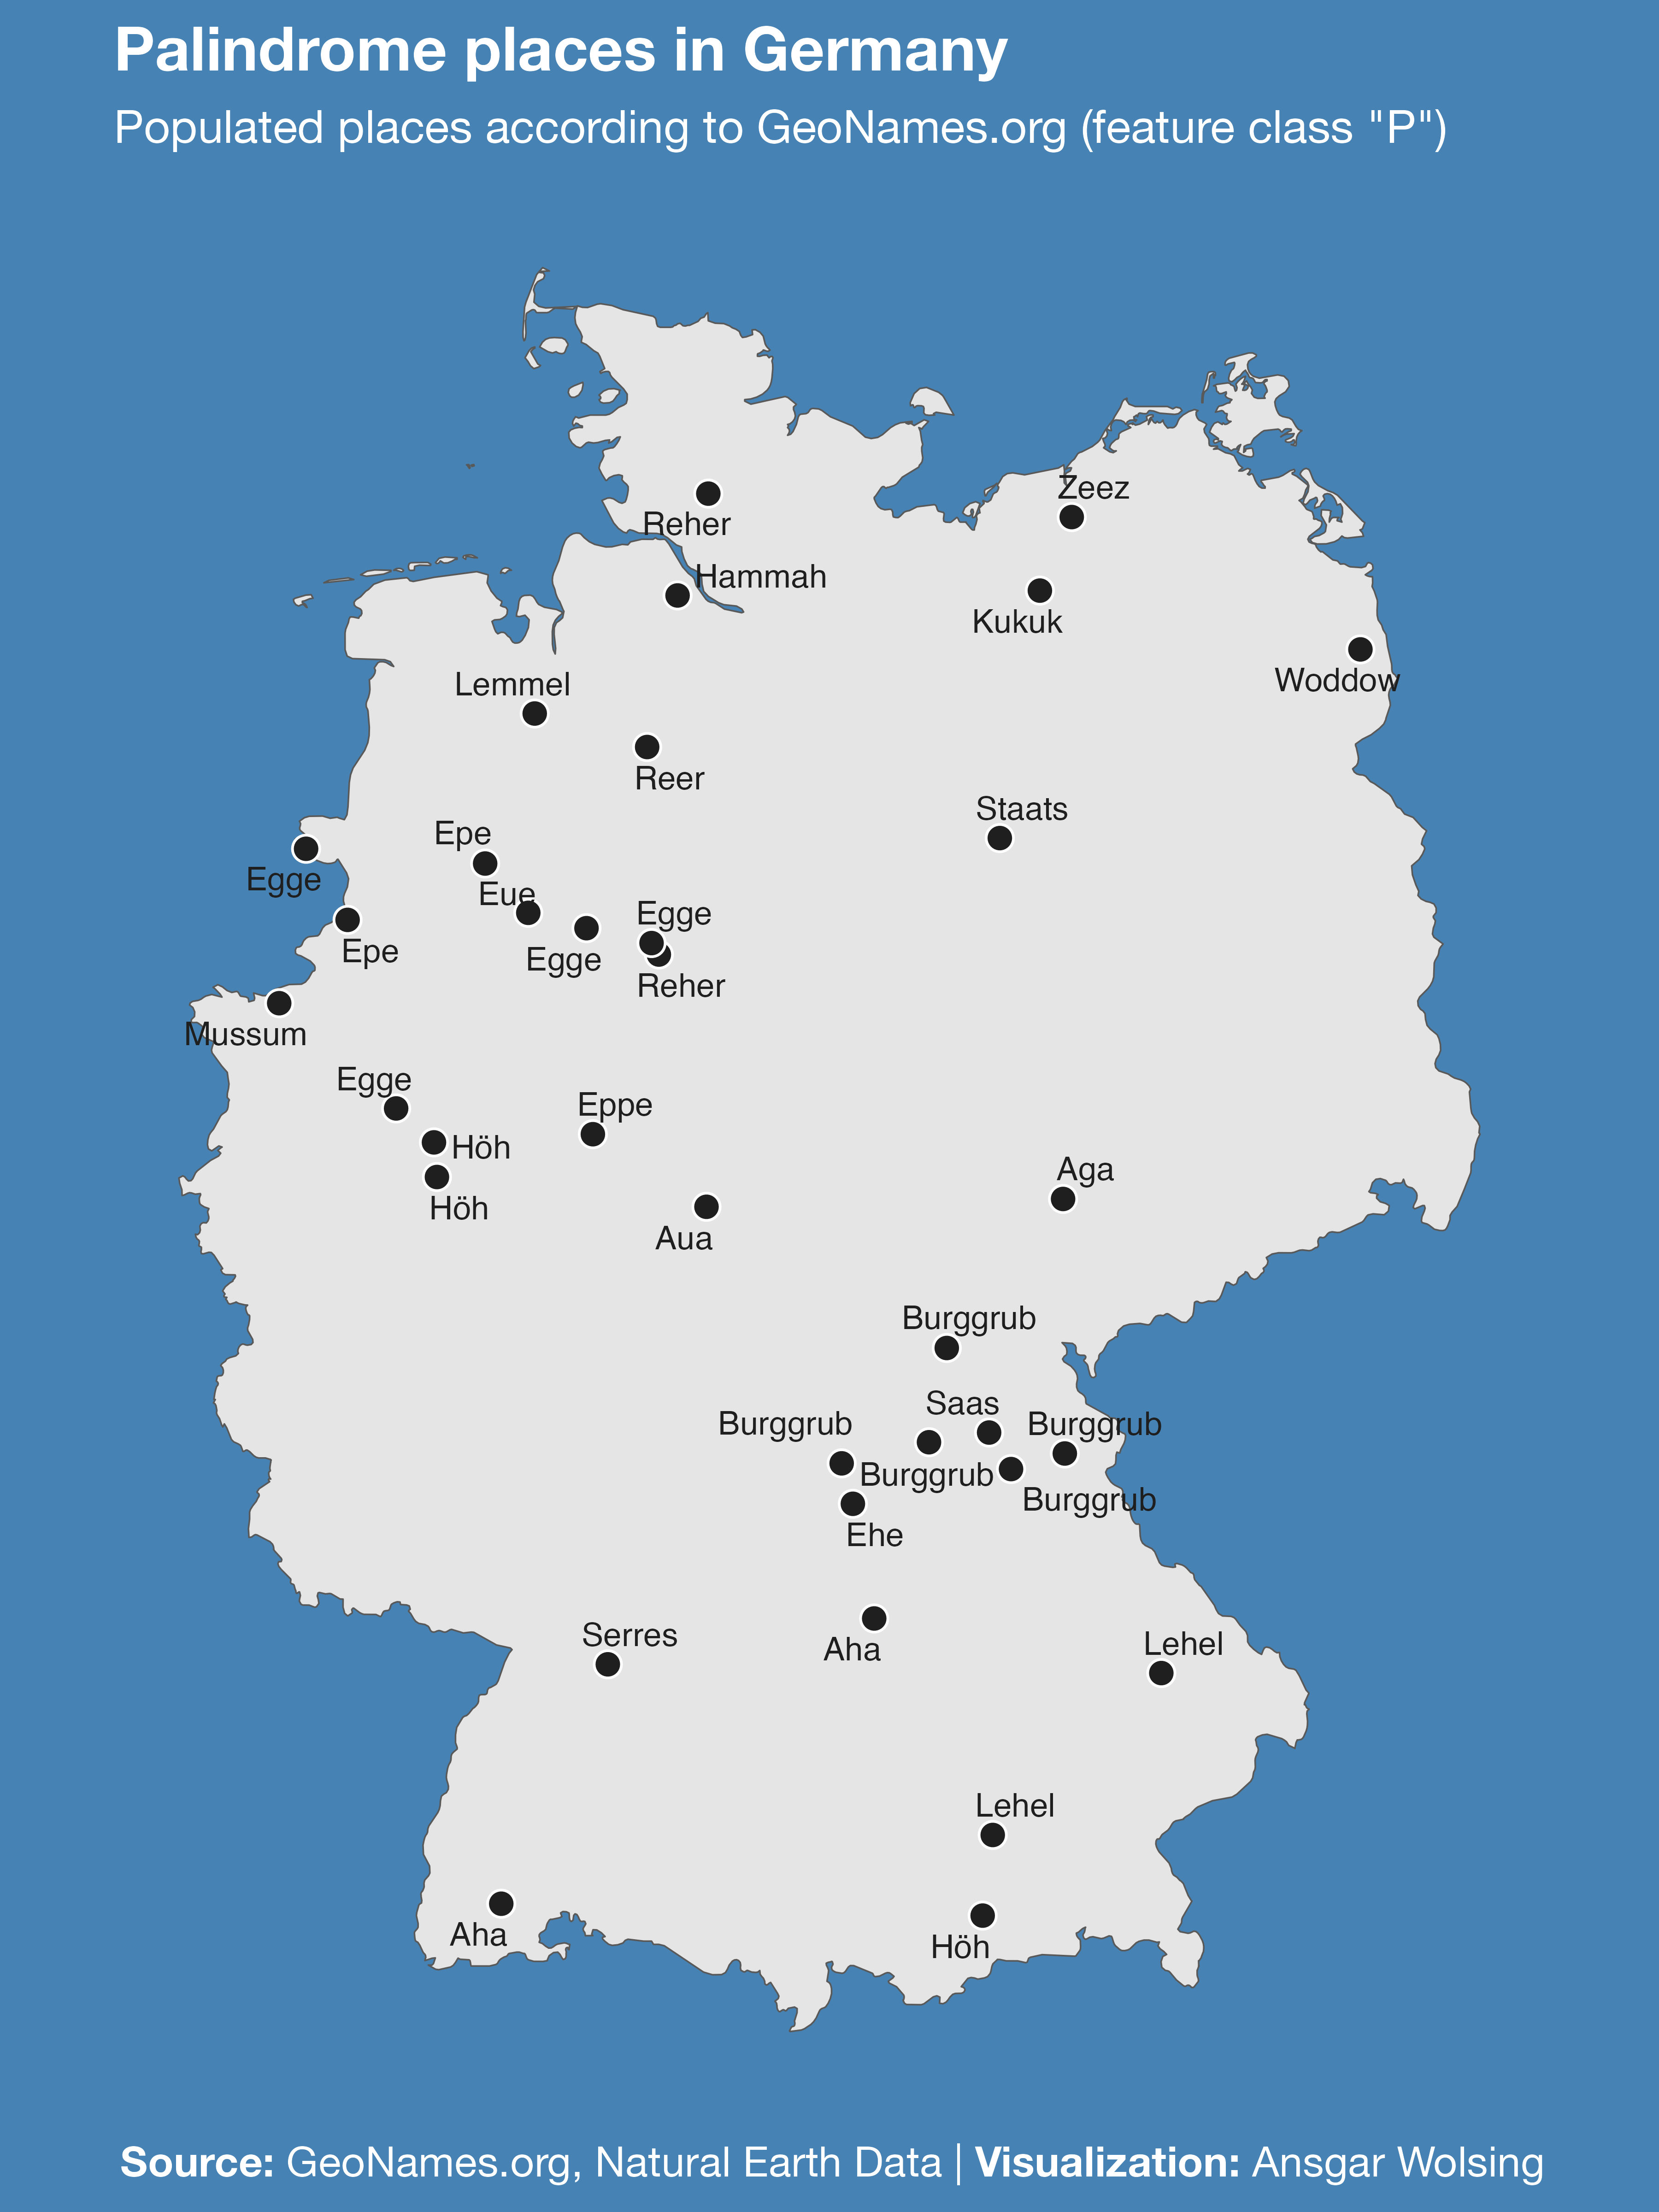 Palindrome places in Germany
Populated places according to GeoNames.org (feature class "P")
Zeez
Reher
Hammah
Kukuk
Woddow
Lemmel
Reer
Staats
Epe
Egge
Eue
Egge
Epe
Egge
Reher
Mussum
Egge
Eppe
Höh
Aga
Höh
Aua
Burggrub
Saas
Burggrub
Burggrub
Burggrub
Burggrub
Ehe
Serres
Aha
Lehel
Lehel
Aha
Höh
Source: GeoNames.org, Natural Earth Data | Visualization: Ansgar Wolsing